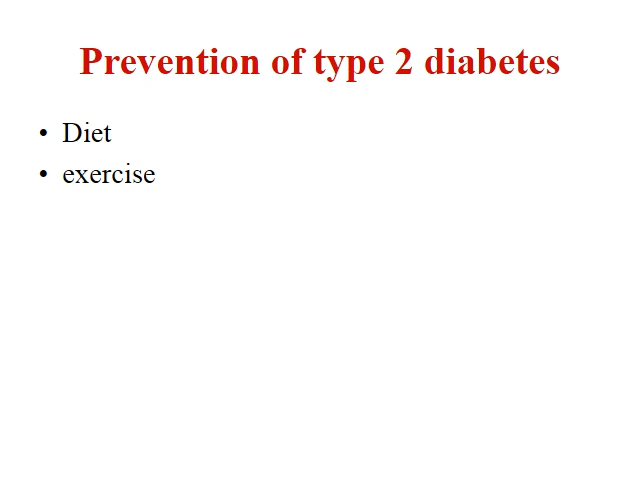 Prevention of type 2 diabetes
• Diet
• exercise